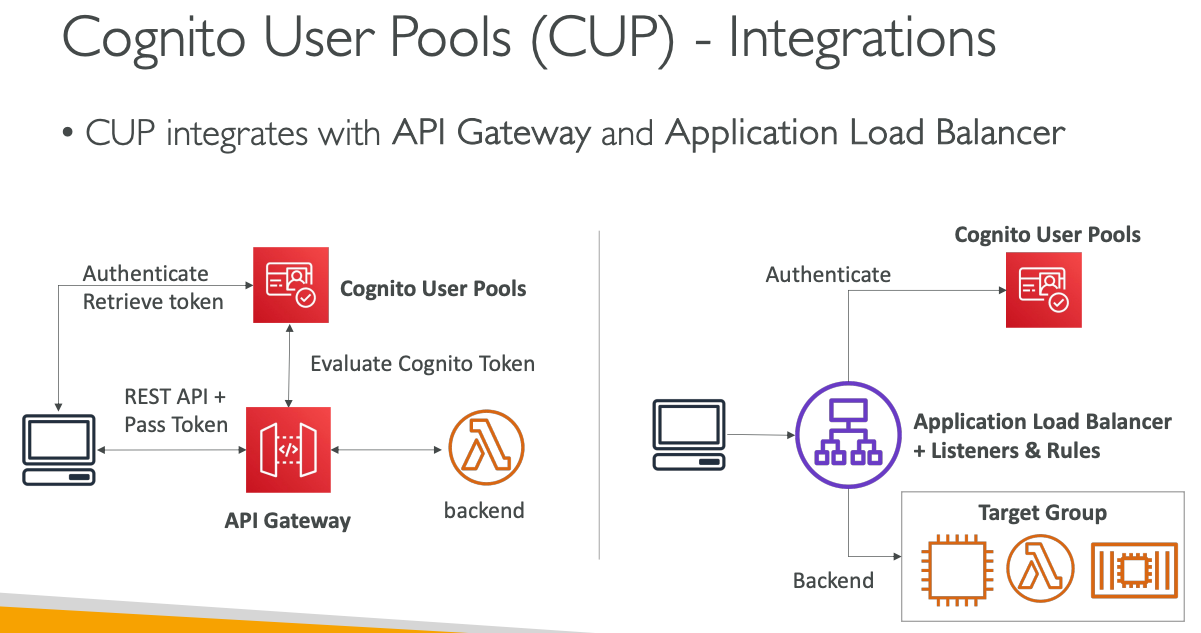 Cognito User Pools (CUP) - Integrations
• CUP integrates with API Gateway and Application Load Balancer
Authenticate
Retrieve token
Cognito User Pools
Evaluate Cognito Token
REST API +
Pass Token
</>
API Gateway
backend
Cognito User Pools
Authenticate
Application Load Balancer
+ Listeners & Rules
Target Group
Backend